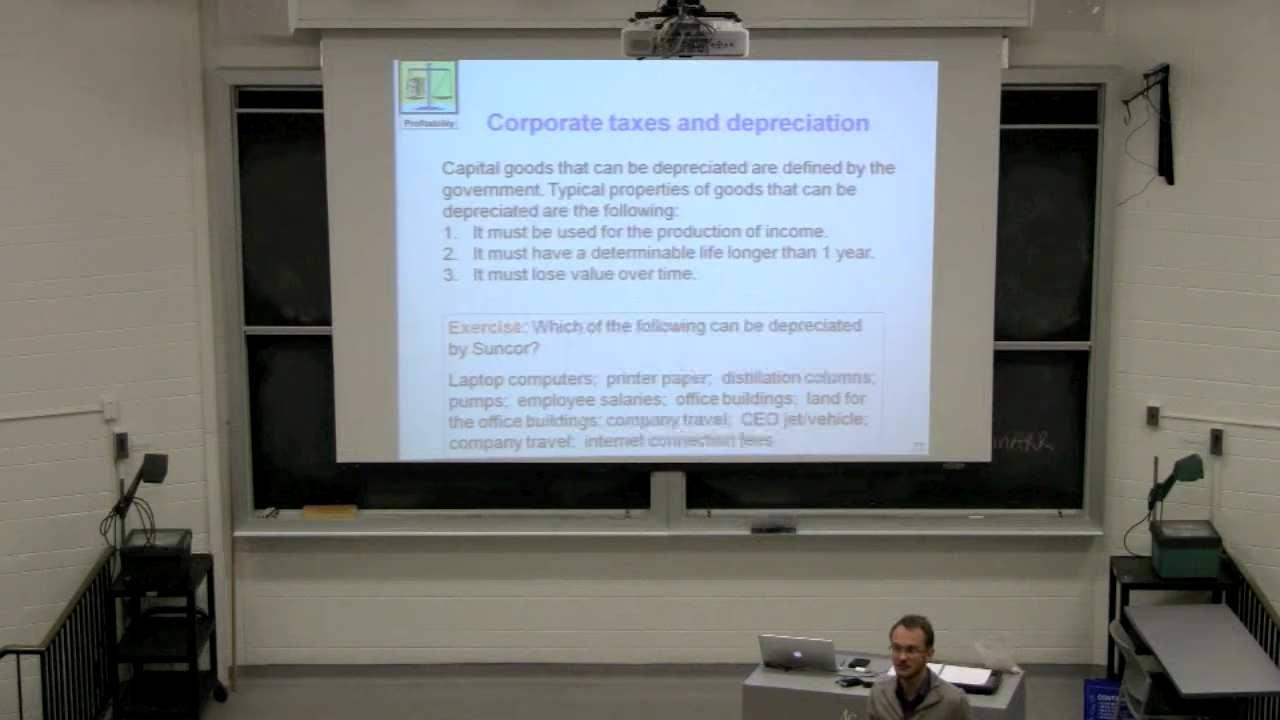 Profitability
Corporate taxes and depreciation
Capital goods that can be depreciated are defined by the
government. Typical properties of goods that can be
depreciated are the following:
1. It must be used for the production of income.
2. It must have a determinable life longer than 1 year.
3. It must lose value over time.
Exercise: Which of the following can be depreciated
by Suncor?
Laptop computers; printer paper; distillation columns;
pumps; employee salaries; office buildings; land for
the office buildings; company travel; CEO jet/vehicle;
company travel; internet connection fees
MARR